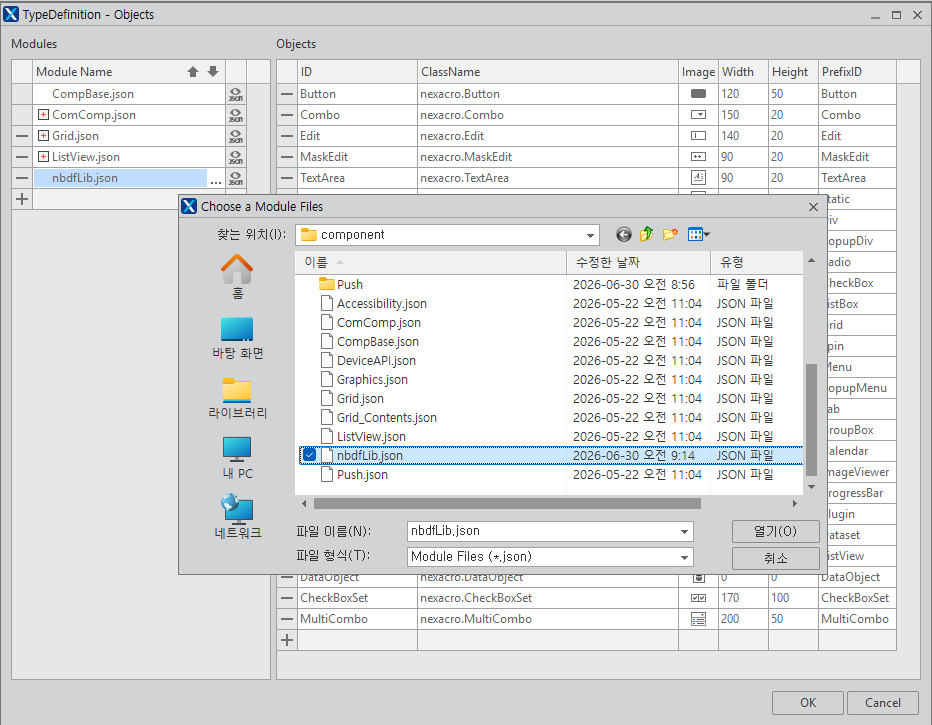 TypeDefinition - Objects
Modules
Module Name
CompBase.json
ComComp.json
Grid.json
ListView.json
nbdfLib.json
...
Objects
ID ClassName Image Width Height PrefixID
Button nexacro.Button 120 50 Button
Combo nexacro.Combo 150 20 Combo
Edit nexacro.Edit 140 20 Edit
MaskEdit nexacro.MaskEdit 90 20 MaskEdit
TextArea nexacro.TextArea 90 20 TextArea
Choose a Module Files
찾는 위치(I): component
홈
바탕 화면
라이브러리
내 PC
네트워크
이름 수정한 날짜 유형
Push 2026-06-30 오전 8:56 파일 폴더
Accessibility.json 2026-05-22 오전 11:04 JSON 파일
ComComp.json 2026-05-22 오전 11:04 JSON 파일
CompBase.json 2026-05-22 오전 11:04 JSON 파일
DeviceAPI.json 2026-05-22 오전 11:04 JSON 파일
Graphics.json 2026-05-22 오전 11:04 JSON 파일
Grid.json 2026-05-22 오전 11:04 JSON 파일
Grid_Contents.json 2026-05-22 오전 11:04 JSON 파일
ListView.json 2026-05-22 오전 11:04 JSON 파일
nbdfLib.json 2026-06-30 오전 9:14 JSON 파일
Push.json 2026-05-22 오전 11:04 JSON 파일
파일 이름(N): nbdfLib.json 열기(O)
파일 형식(T): Module Files (*.json) 취소
DataObject nexacro.DataObject 0 0 DataObject
CheckBoxSet nexacro.CheckBoxSet 170 100 CheckBoxSet
MultiCombo nexacro.MultiCombo 200 50 MultiCombo
OK Cancel